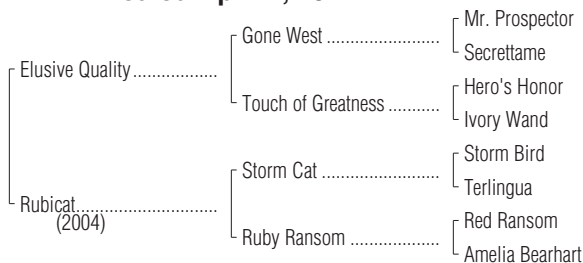 Mr. Prospector
Gone West
Secrettame
Elusive Quality
Hero's Honor
Touch of Greatness
Ivory Wand
Storm Bird
Storm Cat
Terlingua
Rubicat
(2004)
Red Ransom
Ruby Ransom
Amelia Bearhart